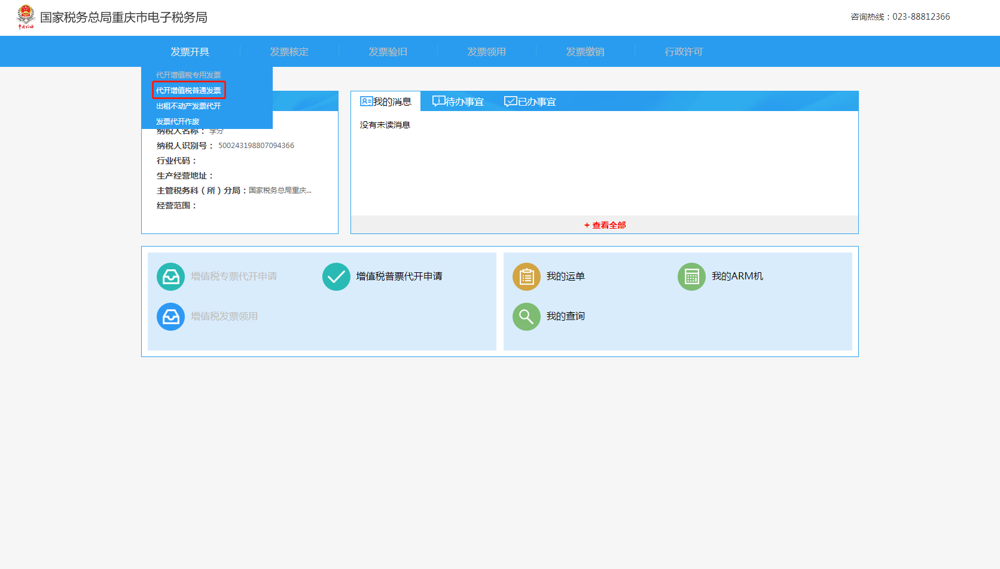 国家税务总局重庆市电子税务局
咨询热线：023-88812366
发票开具
发票核定
发票验旧
发票领用
发票缴销
行政许可
代开增值税专用发票
代开增值税普通发票
出租不动产发票代开
发票代开作废
我的消息
待办事宜
已办事宜
没有未读消息
纳税人名称：
纳税人识别号： 500243198807094366
行业代码：
生产经营地址：
主管税务科（所）分局：国家税务总局重庆...
经营范围：
+ 查看全部
增值税专票代开申请
增值税普票代开申请
增值税发票领用
我的运单
我的ARM机
我的查询